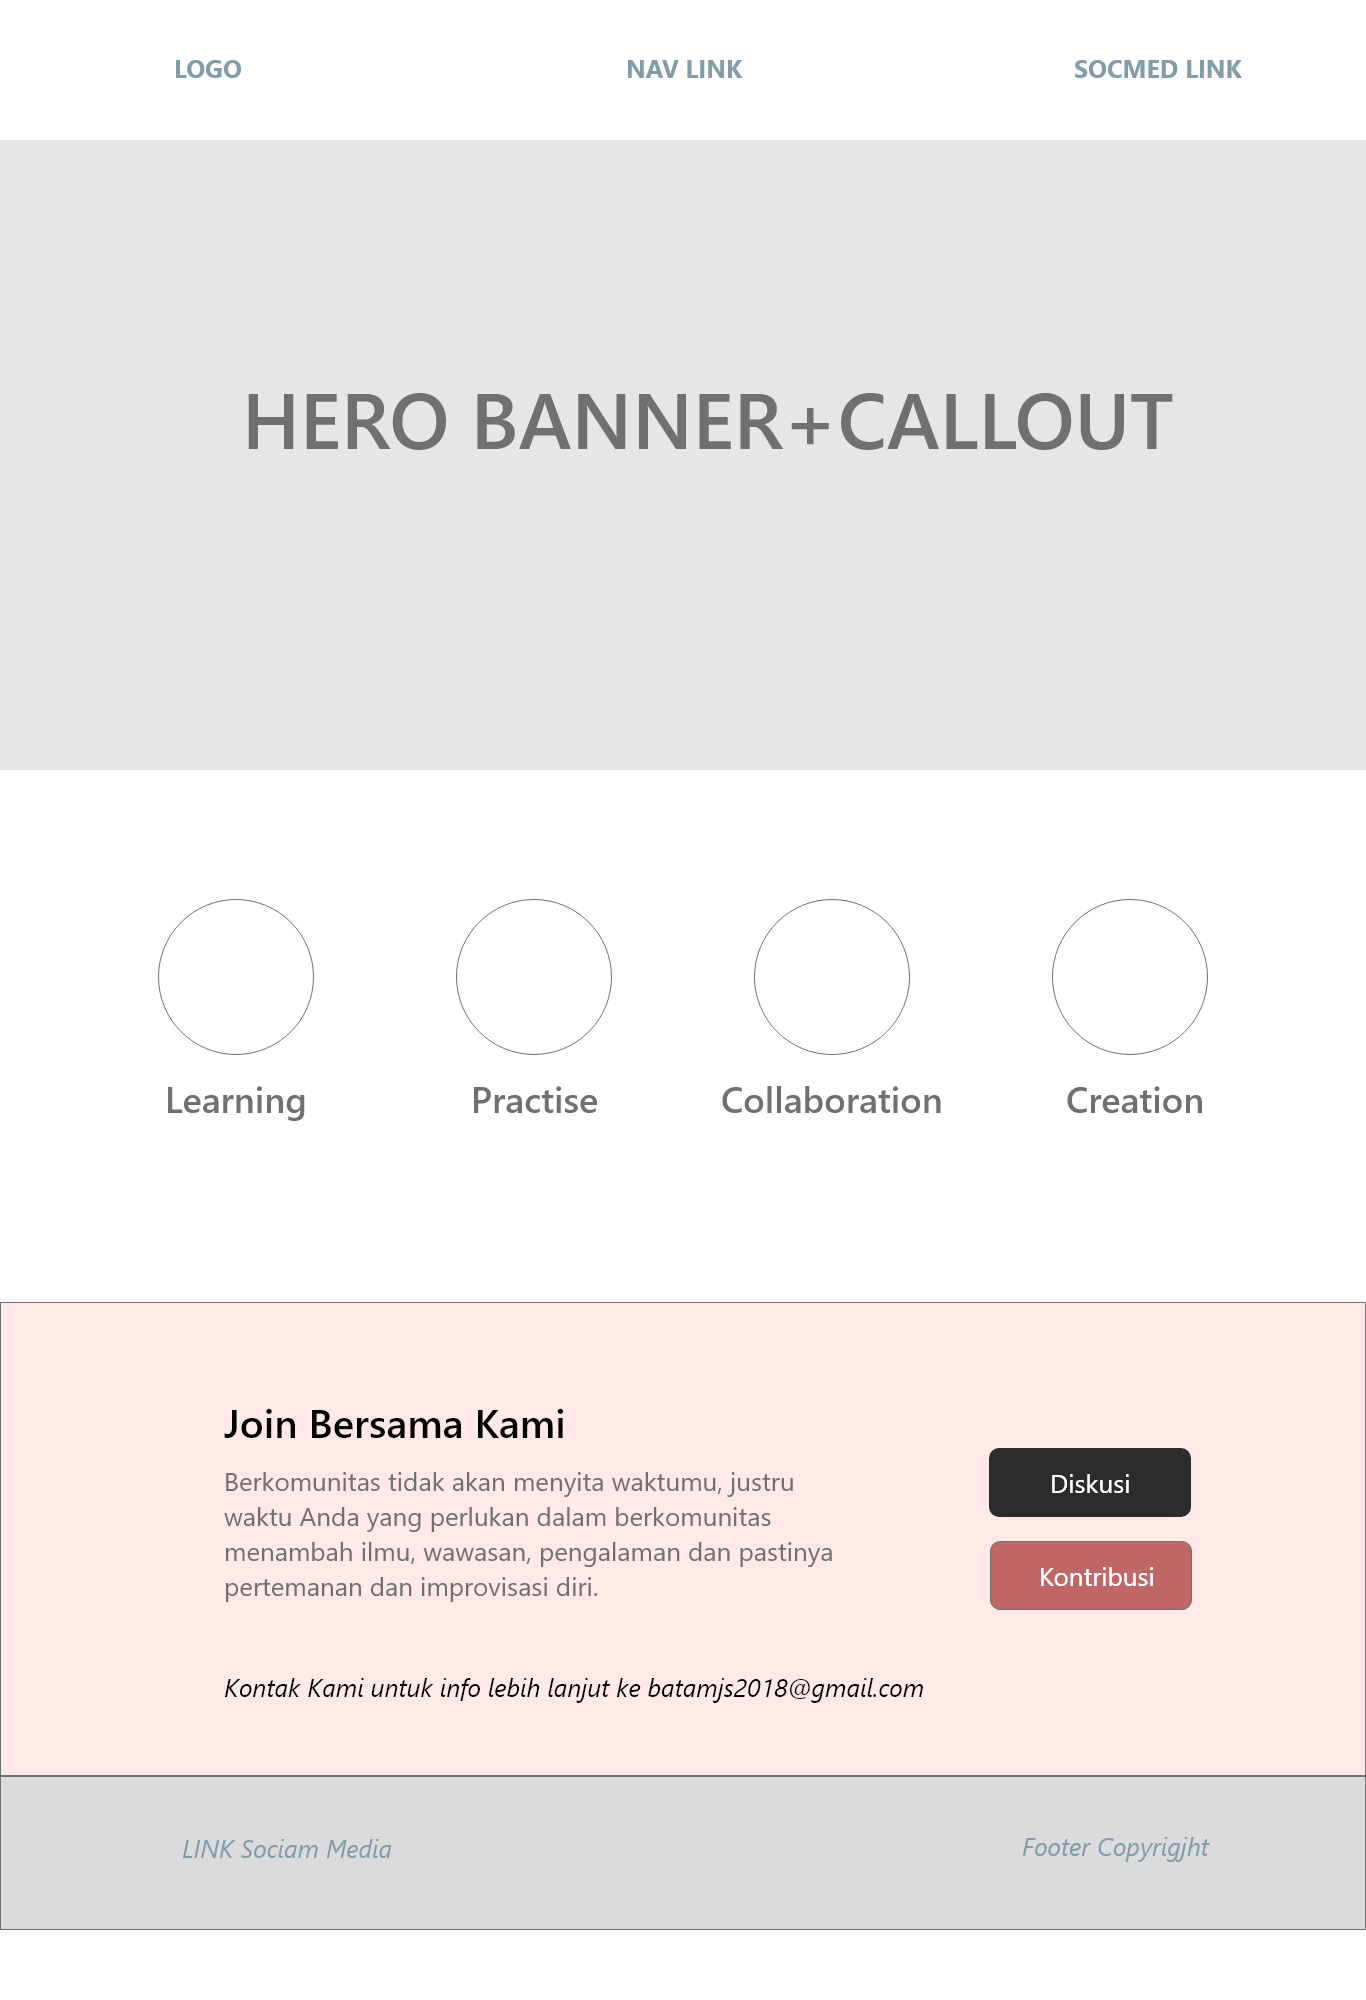 LOGO
NAV LINK
SOCMED LINK
HERO BANNER+CALLOUT
Learning
Practise
Collaboration
Creation
Join Bersama Kami
Berkomunitas tidak akan menyita waktumu, justru
waktu Anda yang perlukan dalam berkomunitas
menambah ilmu, wawasan, pengalaman dan pastinya
pertemanan dan improvisasi diri.
Diskusi
Kontribusi
Kontak Kami untuk info lebih lanjut ke batamjs2018@gmail.com
LINK Sociam Media
Footer Copyrigjht